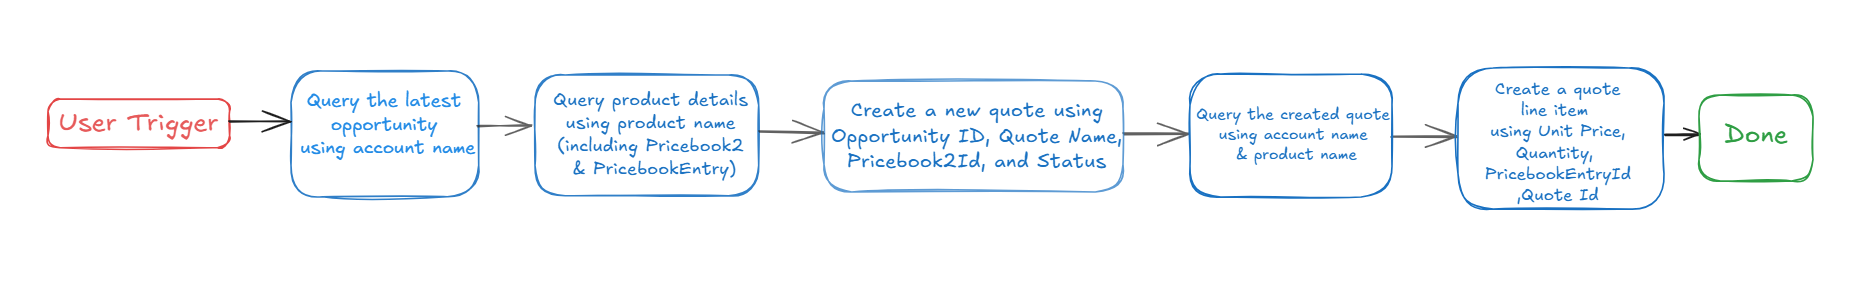 User Trigger
Query the latest
opportunity
using account name
Query product details
using product name
(including Pricebook2
& PricebookEntry)
Create a new quote using
Opportunity ID, Quote Name,
Pricebook2Id, and Status
Query the created quote
using account name
& product name
Create a quote
line item
using Unit Price,
Quantity,
PricebookEntryId
,Quote Id
Done